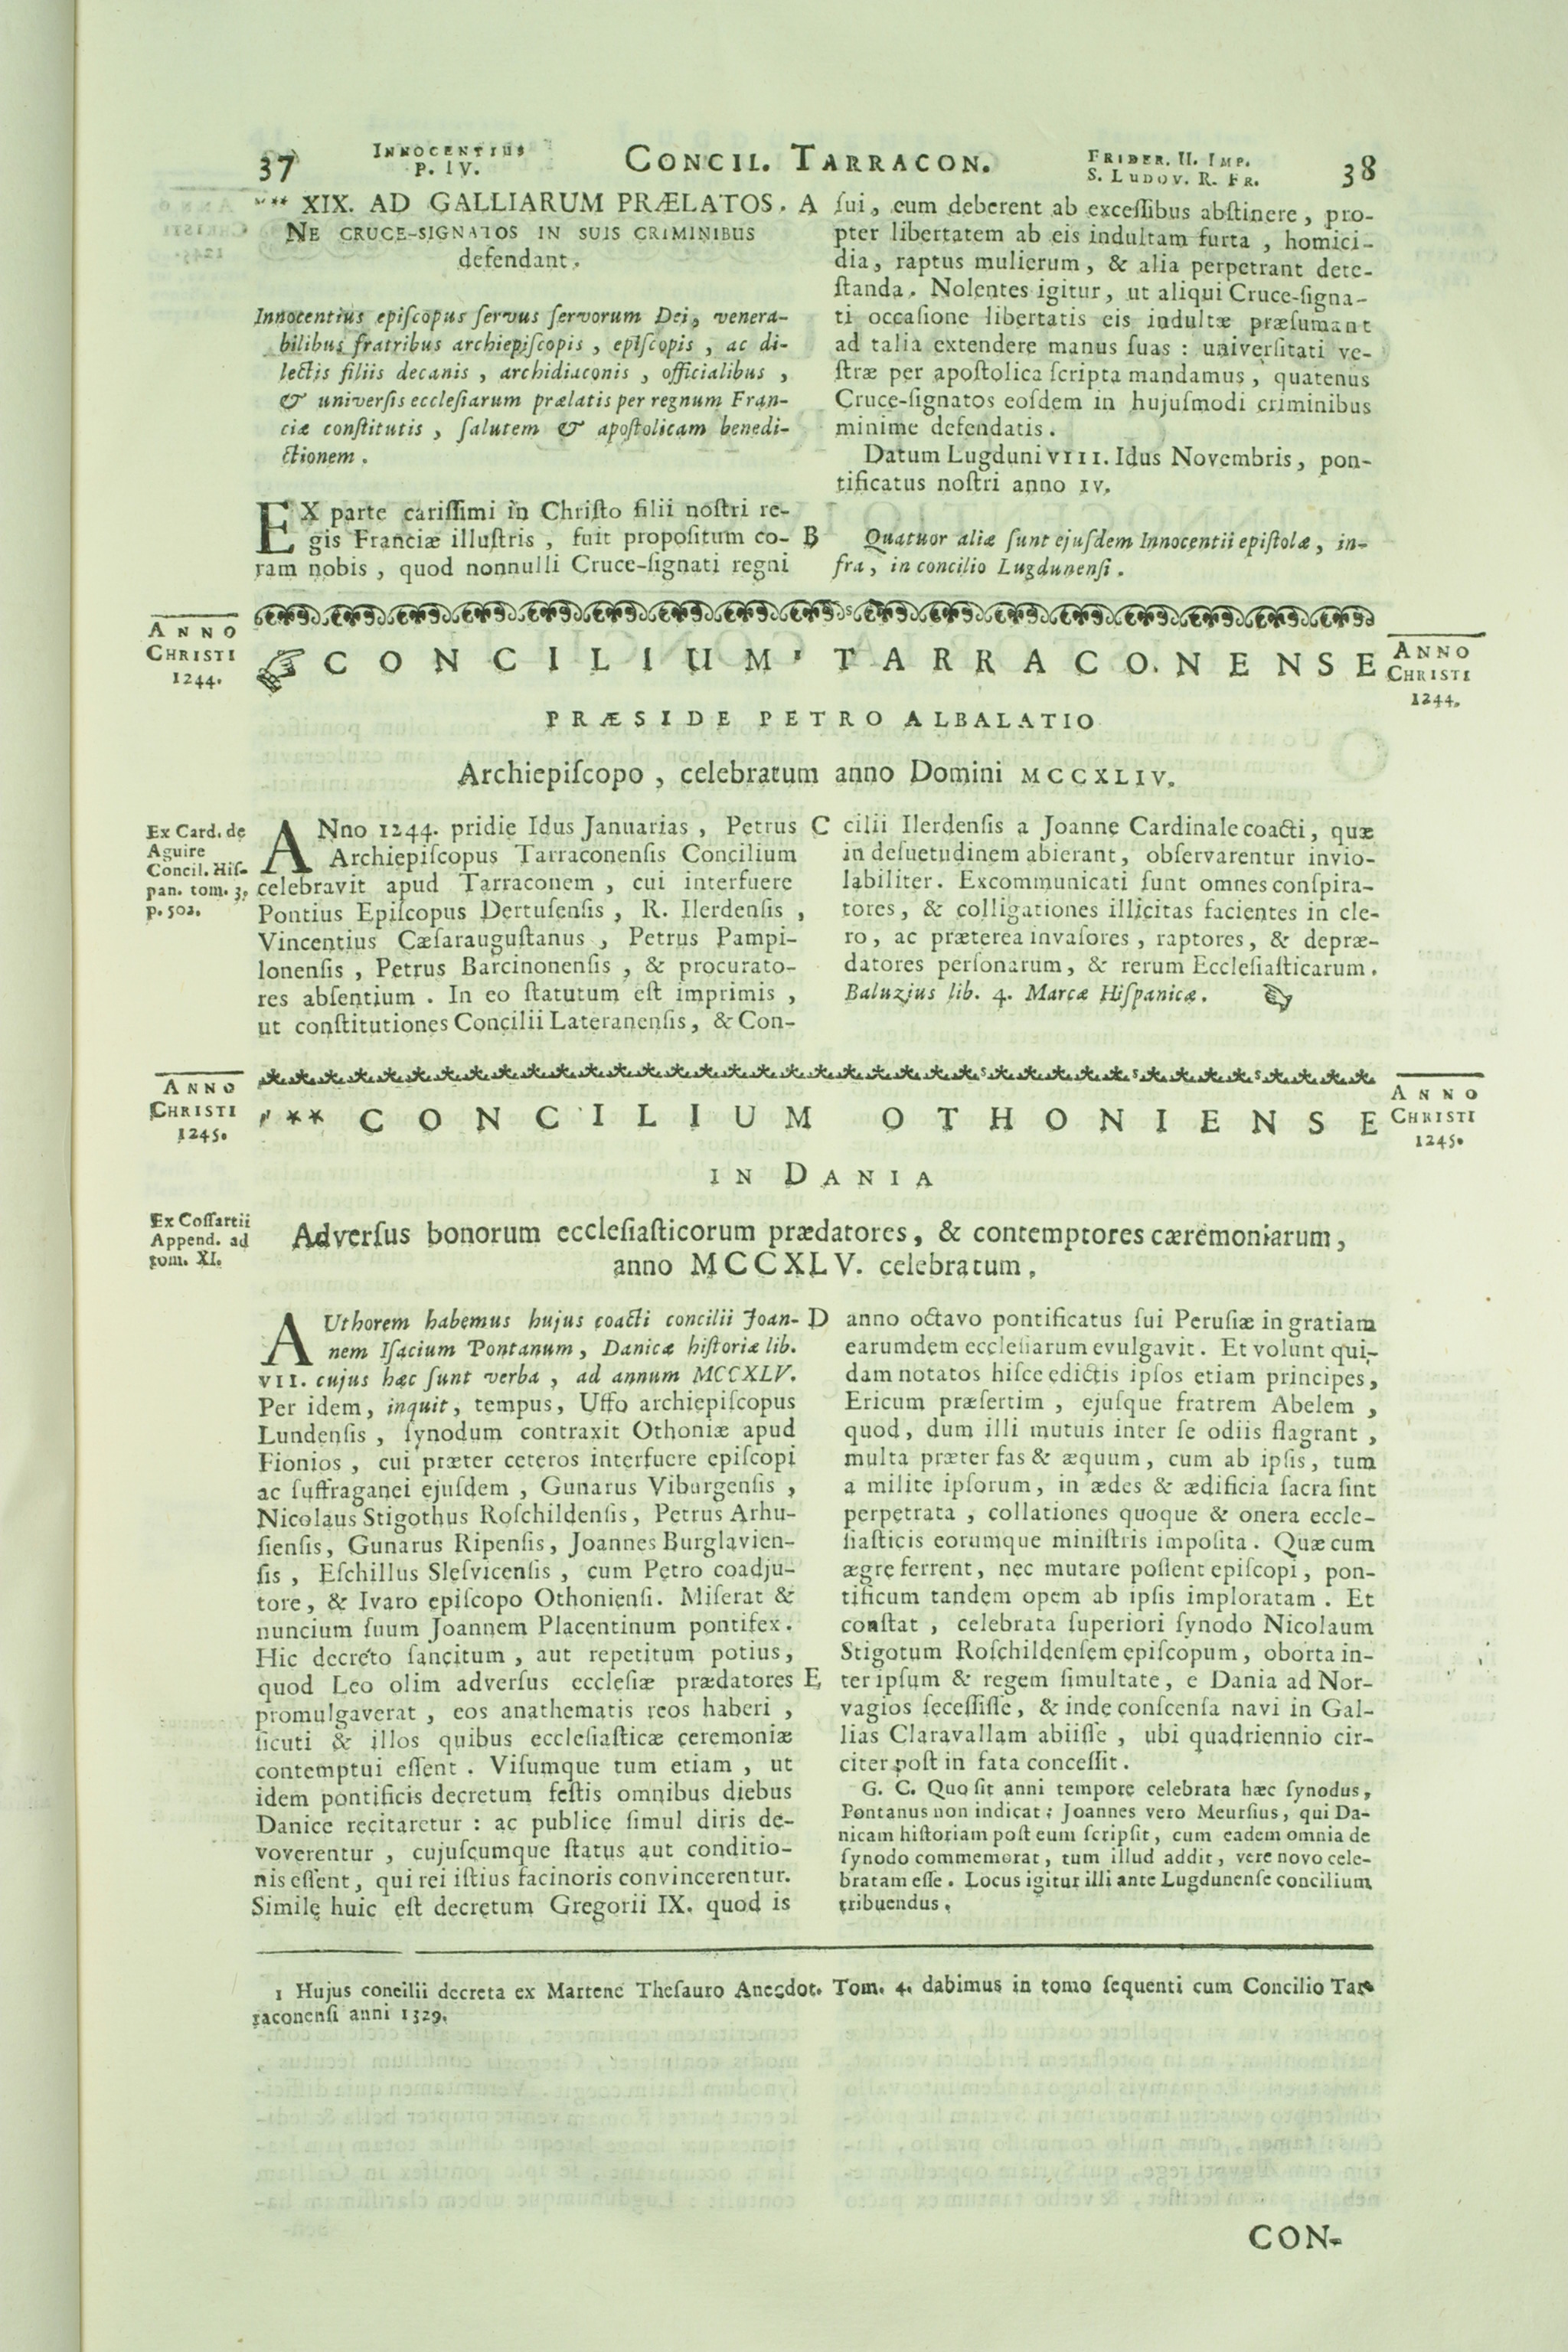 37 INNOCENTIUS P. IV. CONCIL. TARRACON. FRIDER. II. IMP. S. LUDOV. R. FR. 38
*** XIX. AD GALLIARUM PRÆLATOS.
NE CRUCE-SIGNATOS IN SUIS CRIMINIBUS
defendant.
Innocentius epiſcopus ſervus ſervorum Dei, venera-
bilibus fratribus archiepiſcopis, epiſcopis, ac di-
lectis filiis decanis, archidiaconis, officialibus,
& univerſis eccleſiarum prælatis per regnum Fran-
ciæ conſtitutis, ſalutem & apoſtolicam benedi-
ctionem.
EX parte cariſſimi in Chriſto filii noſtri re-
gis Franciæ illuſtris, fuit propoſitum co-
ram nobis, quod nonnulli Cruce-ſignati regni
A
ſui, cum deberent ab exceſſibus abſtinere, pro-
pter libertatem ab eis indultam furta, homici-
dia, raptus mulierum, & alia perpetrant dete-
ſtanda. Nolentes igitur, ut aliqui Cruce-ſigna-
ti occaſione libertatis eis indultæ præſumant
ad talia extendere manus ſuas: univerſitati ve-
ſtræ per apoſtolica ſcripta mandamus, quatenus
Cruce-ſignatos eoſdem in hujuſmodi criminibus
minime defendatis.
Datum Lugduni VIII. Idus Novembris, pon-
tificatus noſtri anno IV.
B
Quatuor aliæ ſunt ejuſdem Innocentii epiſtolæ, in-
fra, in concilio Lugdunenſi.
ANNO
CHRISTI
1244.
☞ CONCILIUM ¹ TARRACONENSE
ANNO
CHRISTI
1244.
PRÆSIDE PETRO ALBALATIO
Archiepiſcopo, celebratum anno Domini MCCXLIV.
Ex Card. de
Aguire
Concil. Hiſ-
pan. tom. 3.
p. 502.
ANno 1244. pridie Idus Januarias, Petrus
Archiepiſcopus Tarraconenſis Concilium
celebravit apud Tarraconem, cui interfuere
Pontius Epiſcopus Dertuſenſis, R. Ilerdenſis,
Vincentius Cæſarauguſtanus, Petrus Pampi-
lonenſis, Petrus Barcinonenſis, & procurato-
res abſentium. In eo ſtatutum eſt imprimis,
ut conſtitutiones Concilii Lateranenſis, & Con-
C
cilii Ilerdenſis a Joanne Cardinale coacti, quæ
in deſuetudinem abierant, obſervarentur invio-
labiliter. Excommunicati ſunt omnes conſpira-
tores, & colligationes illicitas facientes in cle-
ro, ac præterea invaſores, raptores, & depræ-
datores perſonarum, & rerum Eccleſiaſticarum.
Baluzius lib. 4. Marcæ Hiſpanicæ.
ANNO
CHRISTI
1245.
*** CONCILIUM OTHONIENSE
ANNO
CHRISTI
1245.
IN DANIA
Ex Coſſartii
Append. ad
tom. XI.
Adverſus bonorum eccleſiaſticorum prædatores, & contemptores cæremoniarum,
anno MCCXLV. celebratum.
AUthorem habemus hujus coacti concilii Joan-
nem Iſacium Pontanum, Danicæ hiſtoriæ lib.
VII. cujus hæc ſunt verba, ad annum MCCXLV.
Per idem, inquit, tempus, Uffo archiepiſcopus
Lundenſis, ſynodum contraxit Othoniæ apud
Fionios, cui præter ceteros interfuere epiſcopi
ac ſuffraganei ejuſdem, Gunarus Viburgenſis,
Nicolaus Stigothus Roſchildenſis, Petrus Arhu-
ſienſis, Gunarus Ripenſis, Joannes Burglavien-
ſis, Eſchillus Sleſvicenſis, cum Petro coadju-
tore, & Ivaro epiſcopo Othonienſi. Miſerat &
nuncium ſuum Joannem Placentinum pontifex.
Hic decreto ſancitum, aut repetitum potius,
quod Leo olim adverſus eccleſiæ prædatores
promulgaverat, eos anathematis reos haberi,
ſicuti & illos quibus eccleſiaſticæ ceremoniæ
contemptui eſſent. Viſumque tum etiam, ut
idem pontificis decretum feſtis omnibus diebus
Danice recitaretur: ac publice ſimul diris de-
voverentur, cujuſcumque ſtatus aut conditio-
nis eſſent, qui rei iſtius facinoris convincerentur.
Simile huic eſt decretum Gregorii IX. quod is
D
anno octavo pontificatus ſui Peruſiæ in gratiam
earumdem eccleſiarum evulgavit. Et volunt qui-
dam notatos hiſce edictis ipſos etiam principes,
Ericum præſertim, ejuſque fratrem Abelem,
quod, dum illi mutuis inter ſe odiis flagrant,
multa præter fas & æquum, cum ab ipſis, tum
a milite ipſorum, in ædes & ædificia ſacra ſint
perpetrata, collationes quoque & onera eccle-
ſiaſticis eorumque miniſtris impoſita. Quæ cum
ægre ferrent, nec mutare poſſent epiſcopi, pon-
tificum tandem opem ab ipſis imploratam. Et
conſtat, celebrata ſuperiori ſynodo Nicolaum
Stigotum Roſchildenſem epiſcopum, oborta in-
E
ter ipſum & regem ſimultate, e Dania ad Nor-
vagios ſeceſſiſſe, & inde conſcenſa navi in Gal-
lias Claravallam abiiſſe, ubi quadriennio cir-
citer poſt in fata conceſſit.
G. C. Quo ſit anni tempore celebrata hæc ſynodus,
Pontanus non indicat: Joannes vero Meurſius, qui Da-
nicam hiſtoriam poſt eum ſcripſit, cum eadem omnia de
ſynodo commemorat, tum illud addit, vere novo cele-
bratam eſſe. Locus igitur illi ante Lugdunenſe concilium
tribuendus.
1 Hujus concilii decreta ex Martene Theſauro Anecdot. Tom. 4. dabimus in tomo ſequenti cum Concilio Tar-
raconenſi anni 1329.
CON-